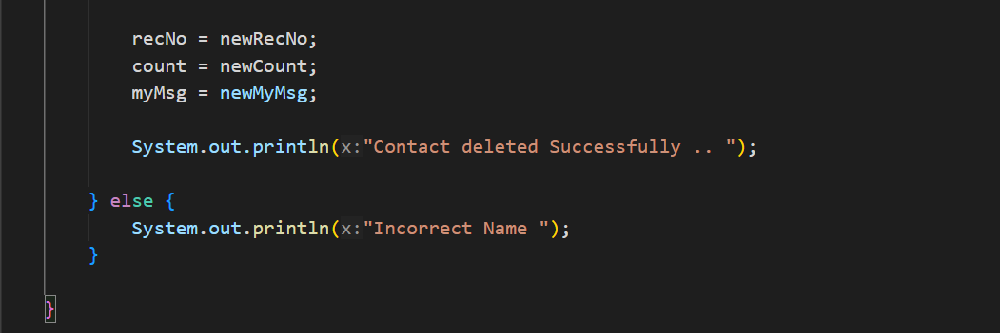 recNo = newRecNo;
count = newCount;
myMsg = newMyMsg;
System.out.println(x:"Contact deleted Successfully .. ");
} else {
System.out.println(x:"Incorrect Name ");
}
}